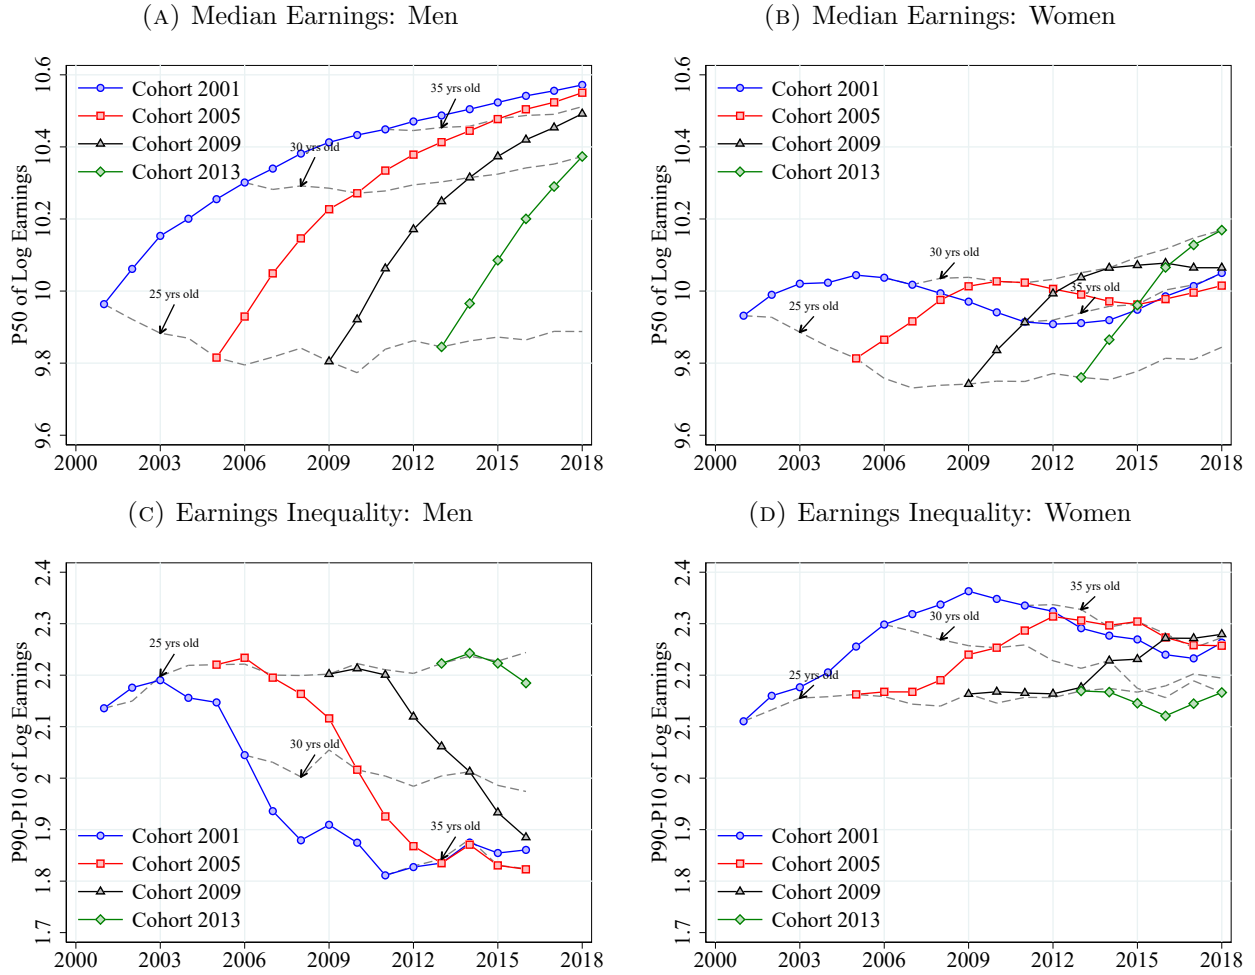 (A) Median Earnings: Men
P50 of Log Earnings
10.6
10.4
10.2
10
9.8
9.6
Cohort 2001
Cohort 2005
Cohort 2009
Cohort 2013
35 yrs old
30 yrs old
25 yrs old
2000 2003 2006 2009 2012 2015 2018
(B) Median Earnings: Women
P50 of Log Earnings
10.6
10.4
10.2
10
9.8
9.6
Cohort 2001
Cohort 2005
Cohort 2009
Cohort 2013
30 yrs old
35 yrs old
25 yrs old
2000 2003 2006 2009 2012 2015 2018
(C) Earnings Inequality: Men
P90-P10 of Log Earnings
2.4
2.3
2.2
2.1
2
1.9
1.8
1.7
25 yrs old
30 yrs old
35 yrs old
Cohort 2001
Cohort 2005
Cohort 2009
Cohort 2013
2000 2003 2006 2009 2012 2015 2018
(D) Earnings Inequality: Women
P90-P10 of Log Earnings
2.4
2.3
2.2
2.1
2
1.9
1.8
1.7
35 yrs old
30 yrs old
25 yrs old
Cohort 2001
Cohort 2005
Cohort 2009
Cohort 2013
2000 2003 2006 2009 2012 2015 2018